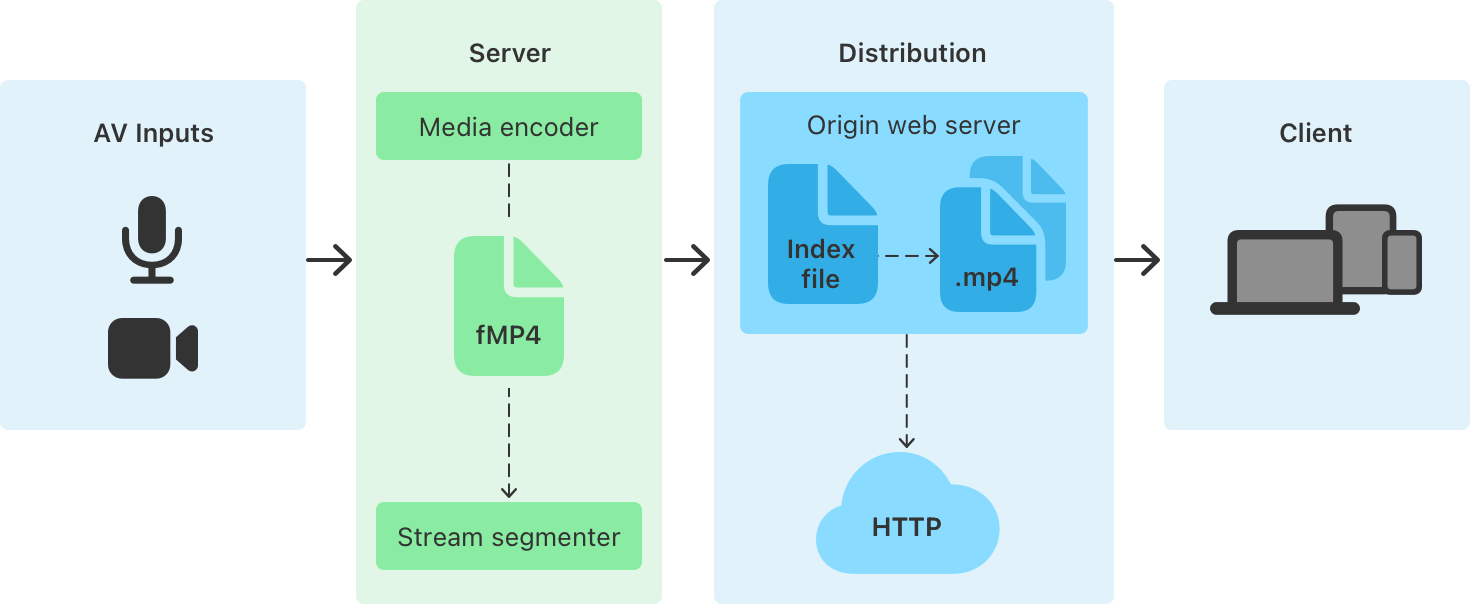 AV Inputs
Server
Media encoder
fMP4
Stream segmenter
Distribution
Origin web server
Index
file
.mp4
HTTP
Client